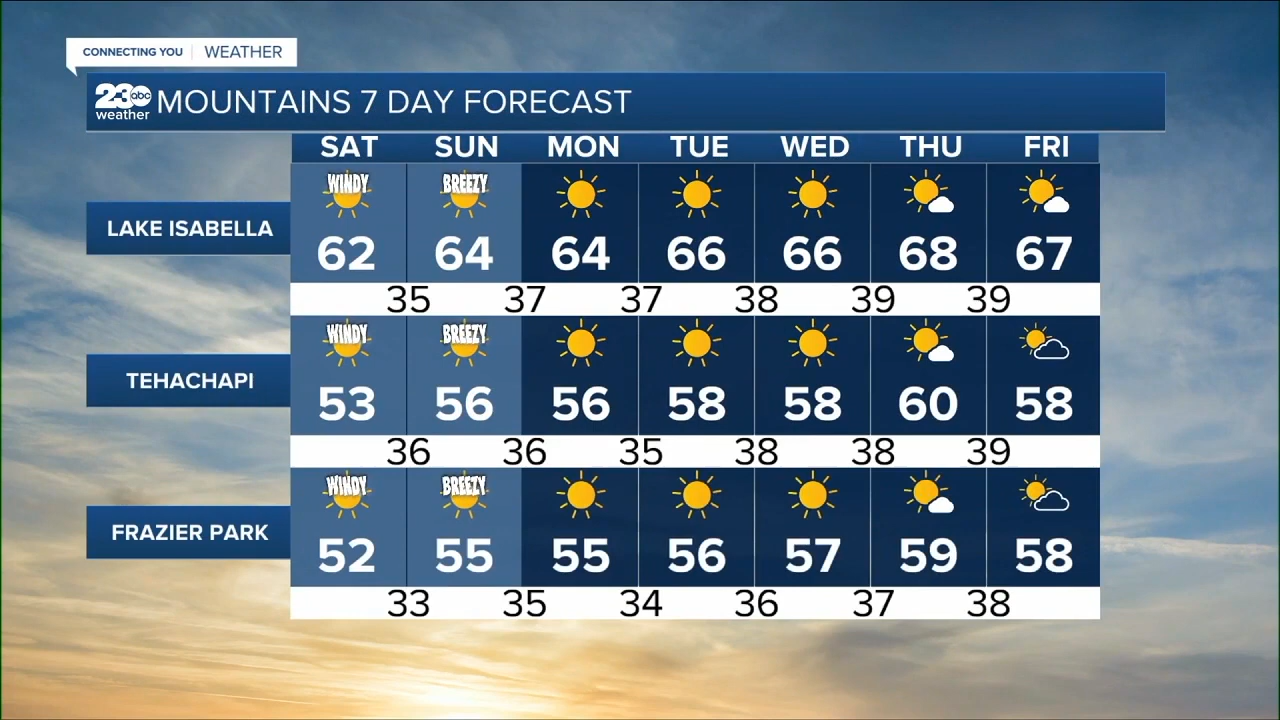 CONNECTING YOU | WEATHER
23 abc weather MOUNTAINS 7 DAY FORECAST
SAT SUN MON TUE WED THU FRI
WINDY BREEZY
LAKE ISABELLA 62 64 64 66 66 68 67
35 37 37 38 39 39
WINDY BREEZY
TEHACHAPI 53 56 56 58 58 60 58
36 36 35 38 38 39
WINDY BREEZY
FRAZIER PARK 52 55 55 56 57 59 58
33 35 34 36 37 38